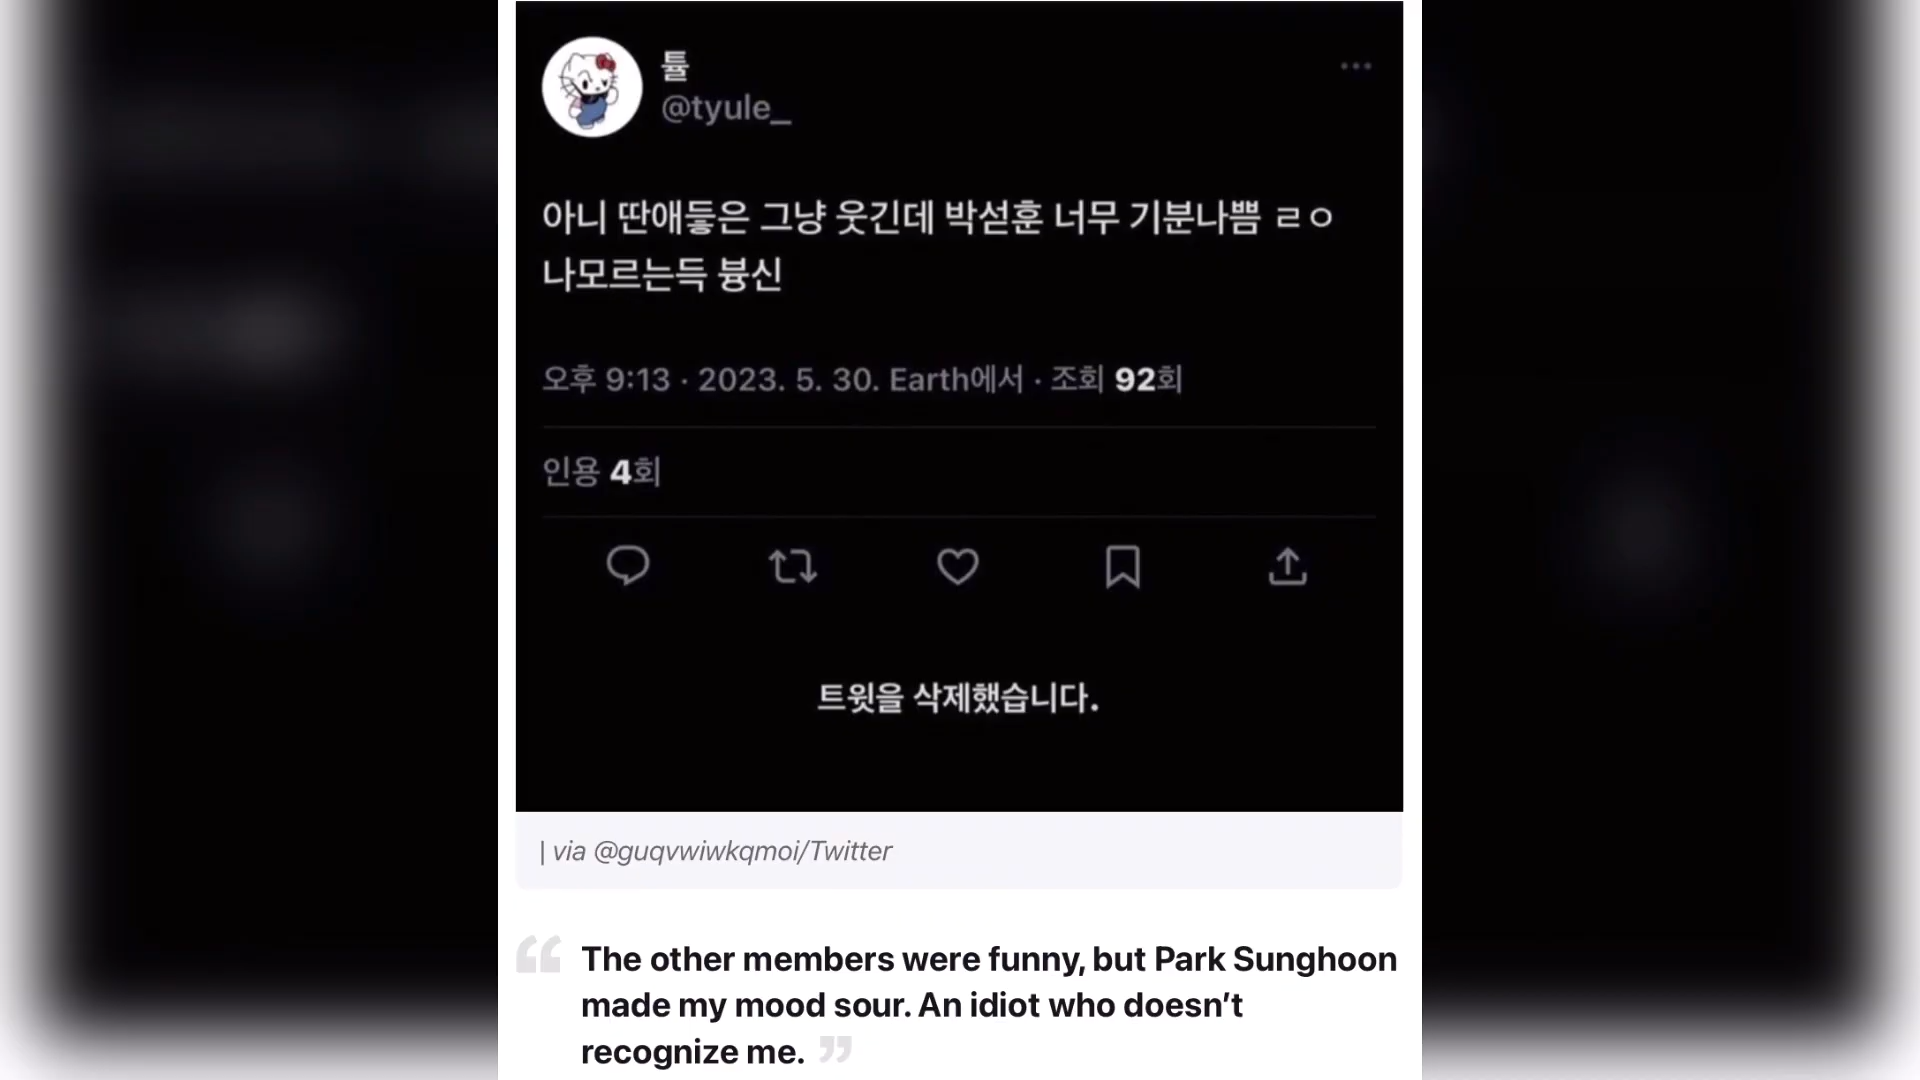 튤
@tyule_
아니 딴애듷은 그냥 웃긴데 박섣훈 너무 기분나쁨 ㄹㅇ
나모르는득 븅신
오후 9:13 · 2023. 5. 30. Earth에서 · 조회 92회
인용 4회
트윗을 삭제했습니다.
| via @guqvwiwkqmoi/Twitter
“ The other members were funny, but Park Sunghoon
made my mood sour. An idiot who doesn’t
recognize me. ”